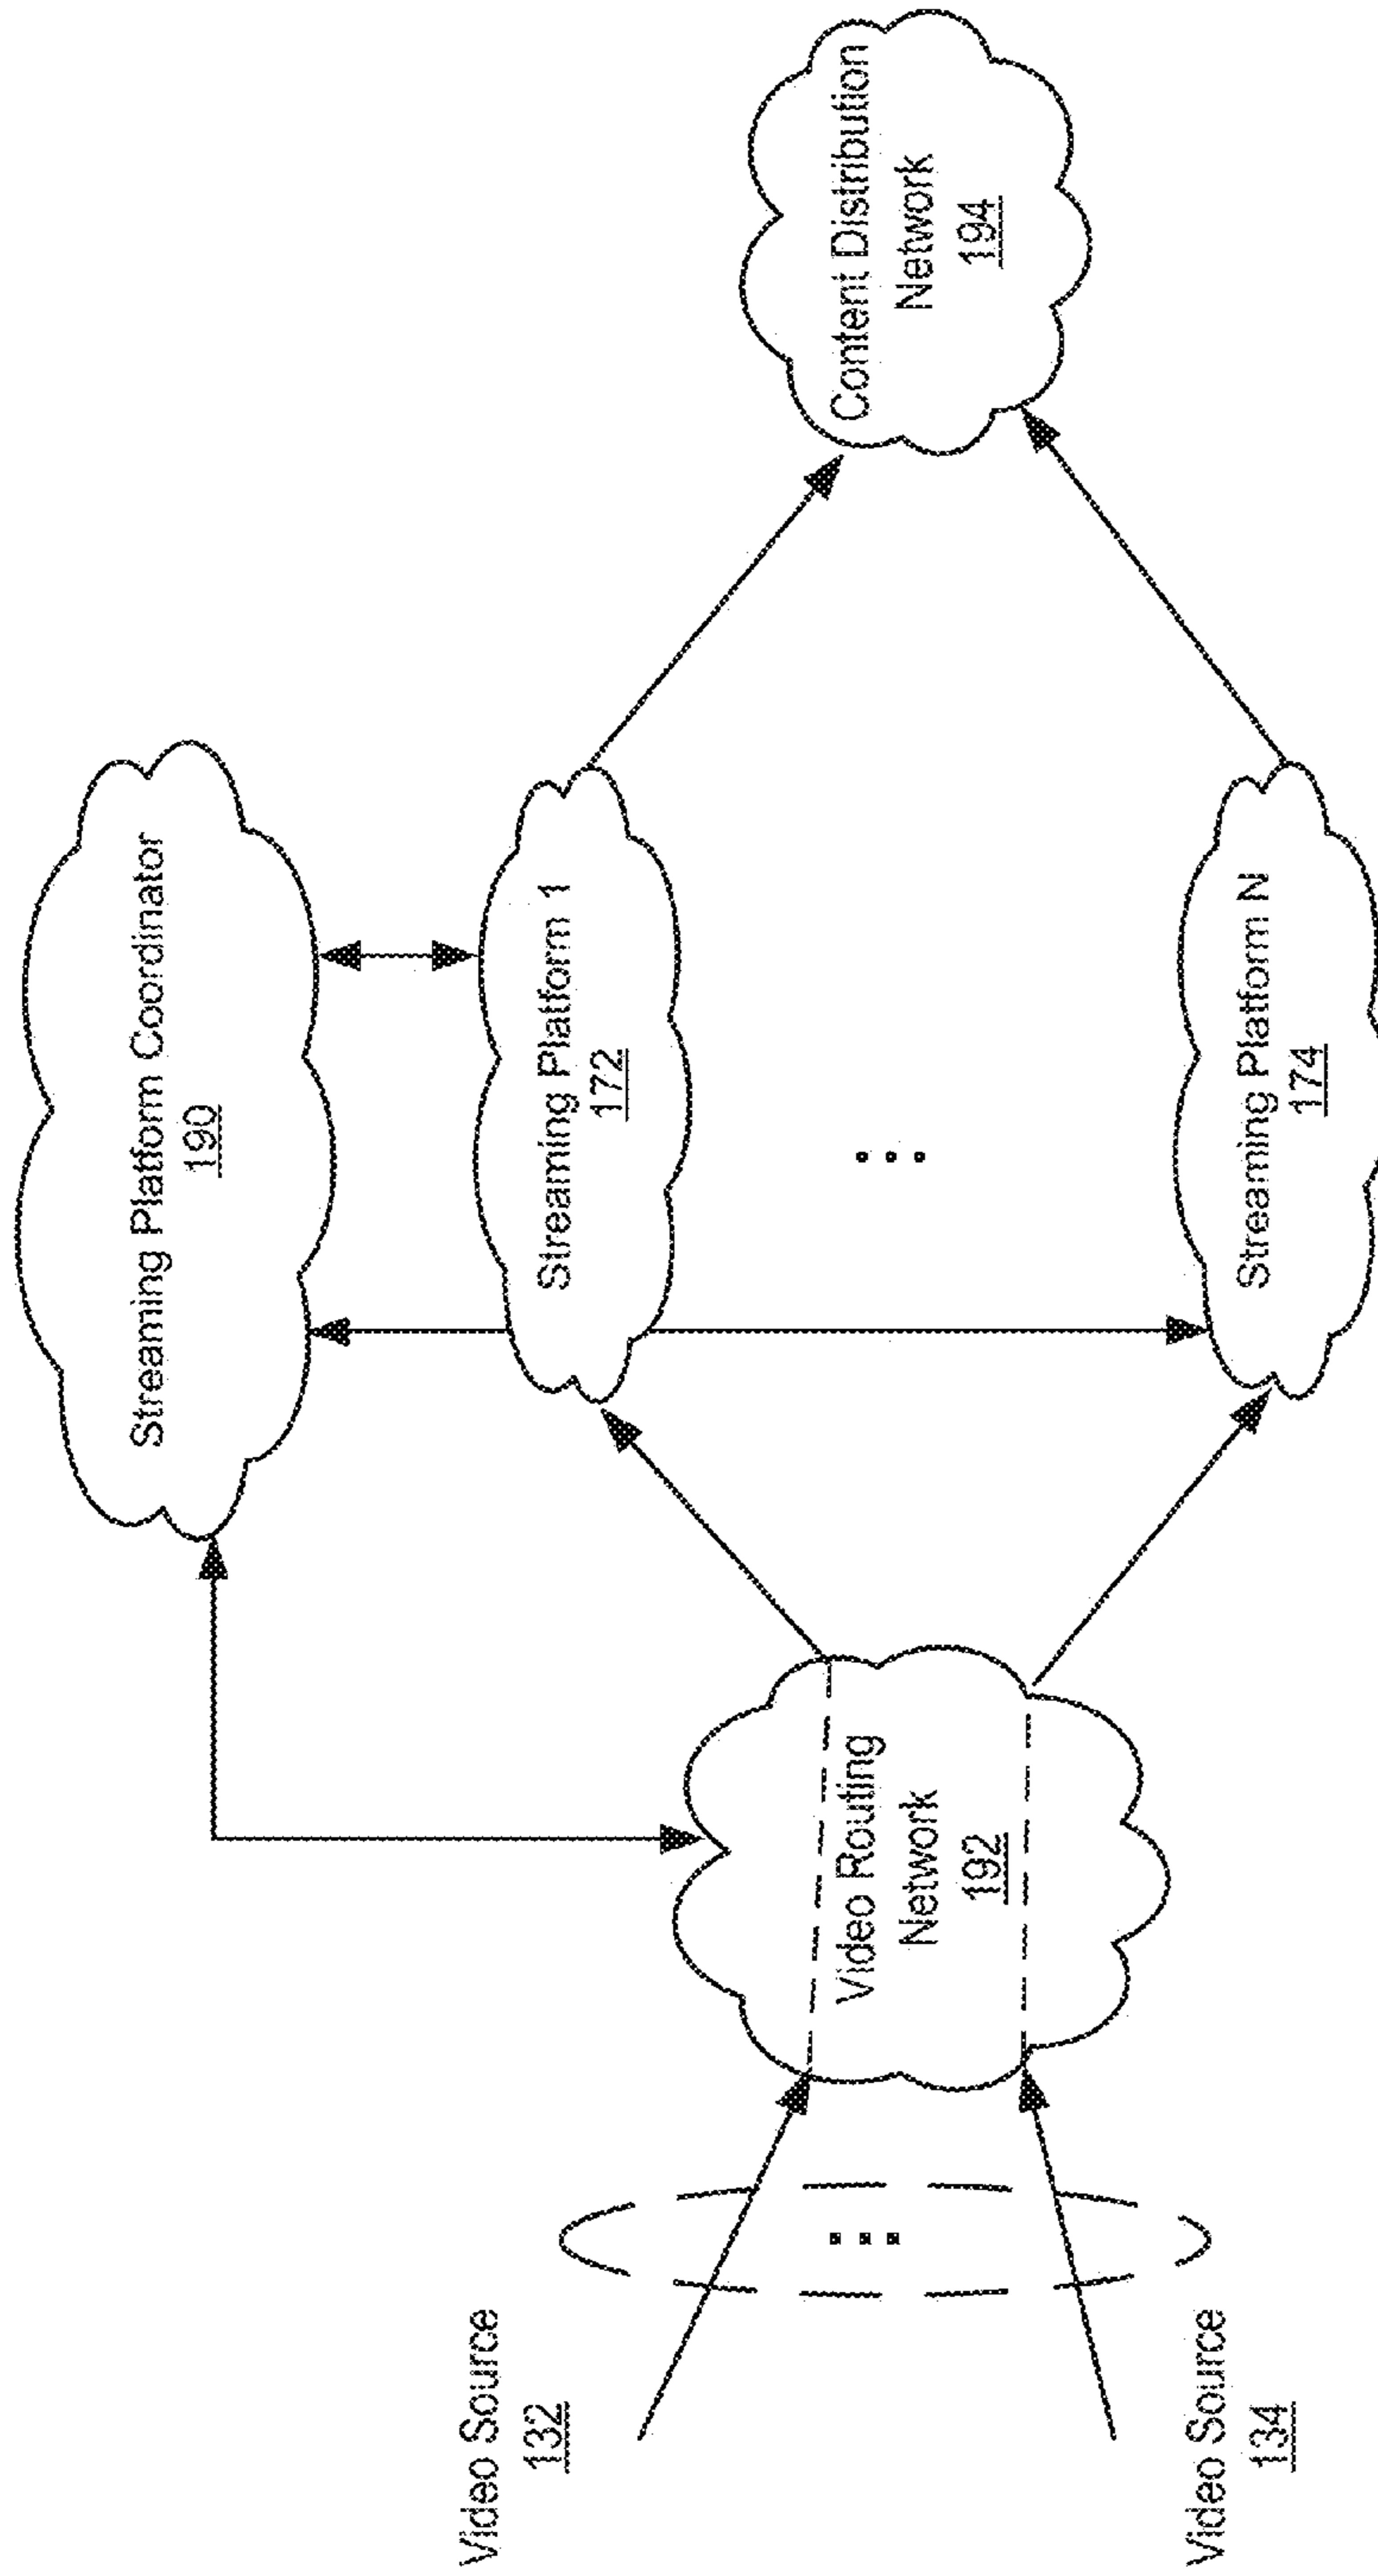 Streaming Platform Coordinator
190
Video Source
132
Streaming Platform 1
172
Video Routing
Network
192
Content Distribution
Network
194
Video Source
134
Streaming Platform N
174